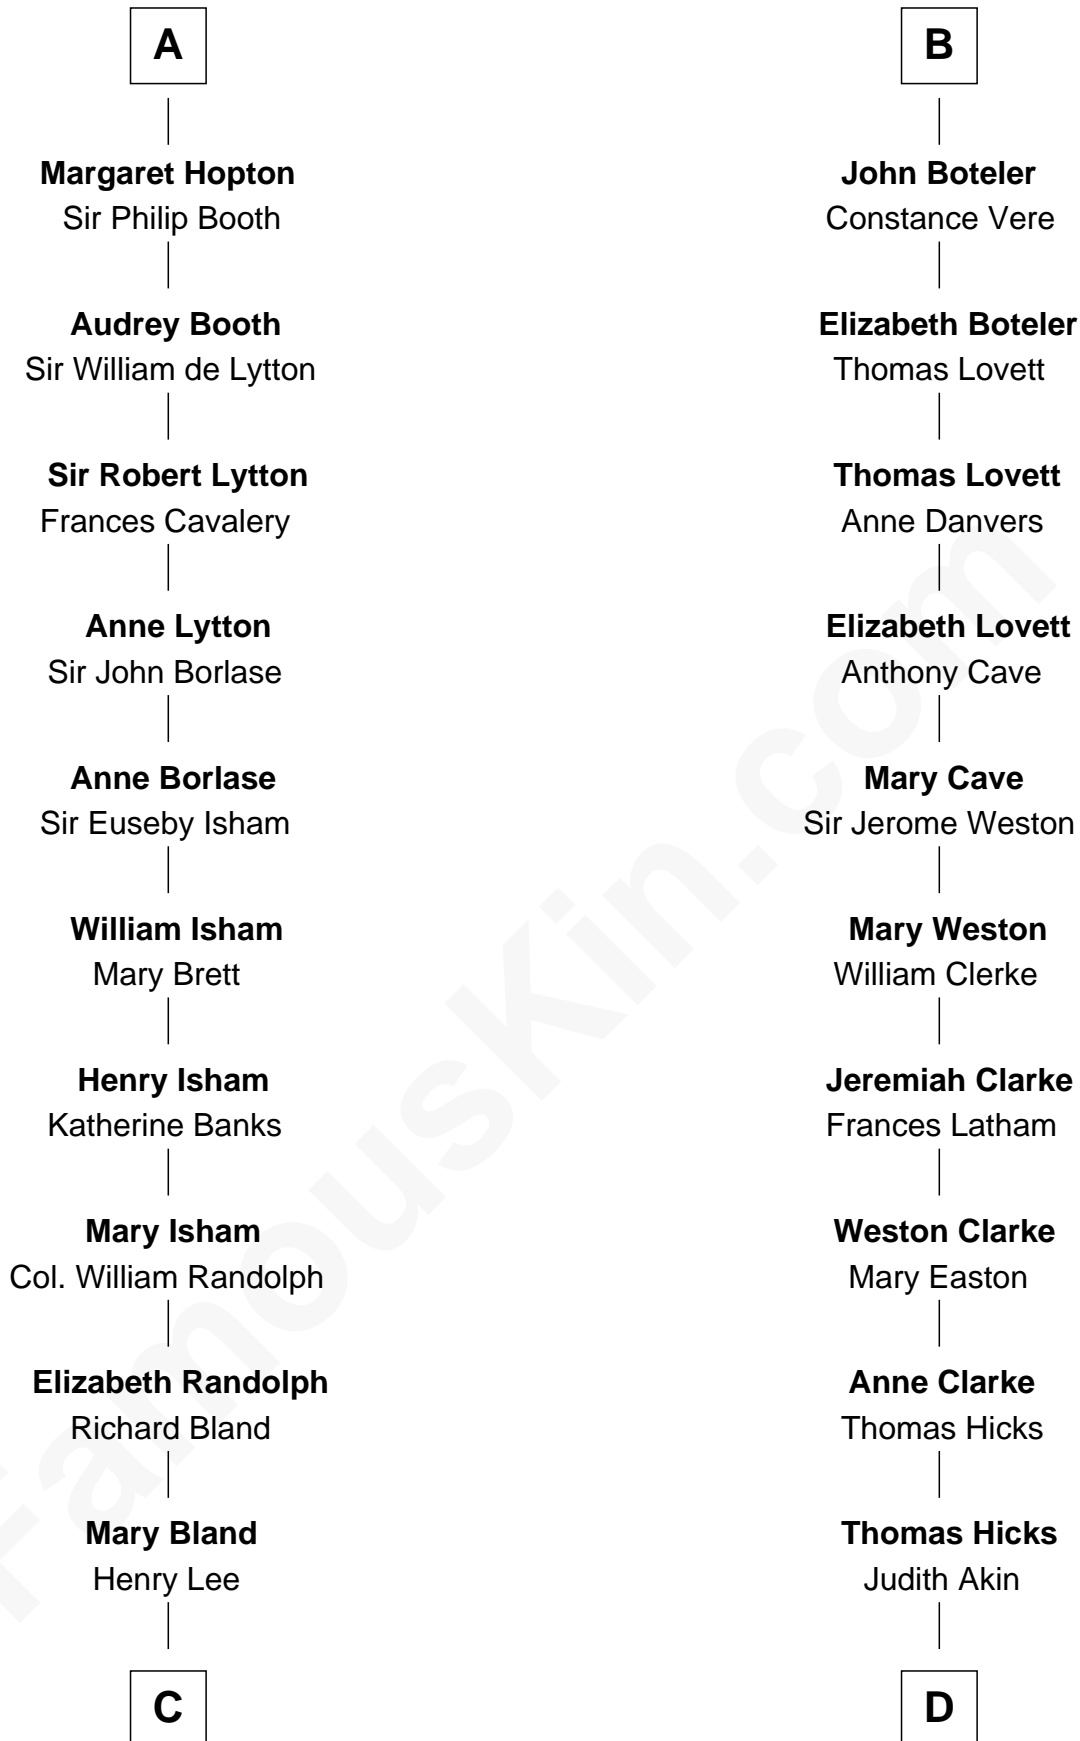 A
Margaret Hopton
Sir Philip Booth
Audrey Booth
Sir William de Lytton
Sir Robert Lytton
Frances Cavalery
Anne Lytton
Sir John Borlase
Anne Borlase
Sir Euseby Isham
William Isham
Mary Brett
Henry Isham
Katherine Banks
Mary Isham
Col. William Randolph
Elizabeth Randolph
Richard Bland
Mary Bland
Henry Lee
C
B
John Boteler
Constance Vere
Elizabeth Boteler
Thomas Lovett
Thomas Lovett
Anne Danvers
Elizabeth Lovett
Anthony Cave
Mary Cave
Sir Jerome Weston
Mary Weston
William Clerke
Jeremiah Clarke
Frances Latham
Weston Clarke
Mary Easton
Anne Clarke
Thomas Hicks
Thomas Hicks
Judith Akin
D
FamousKin.com